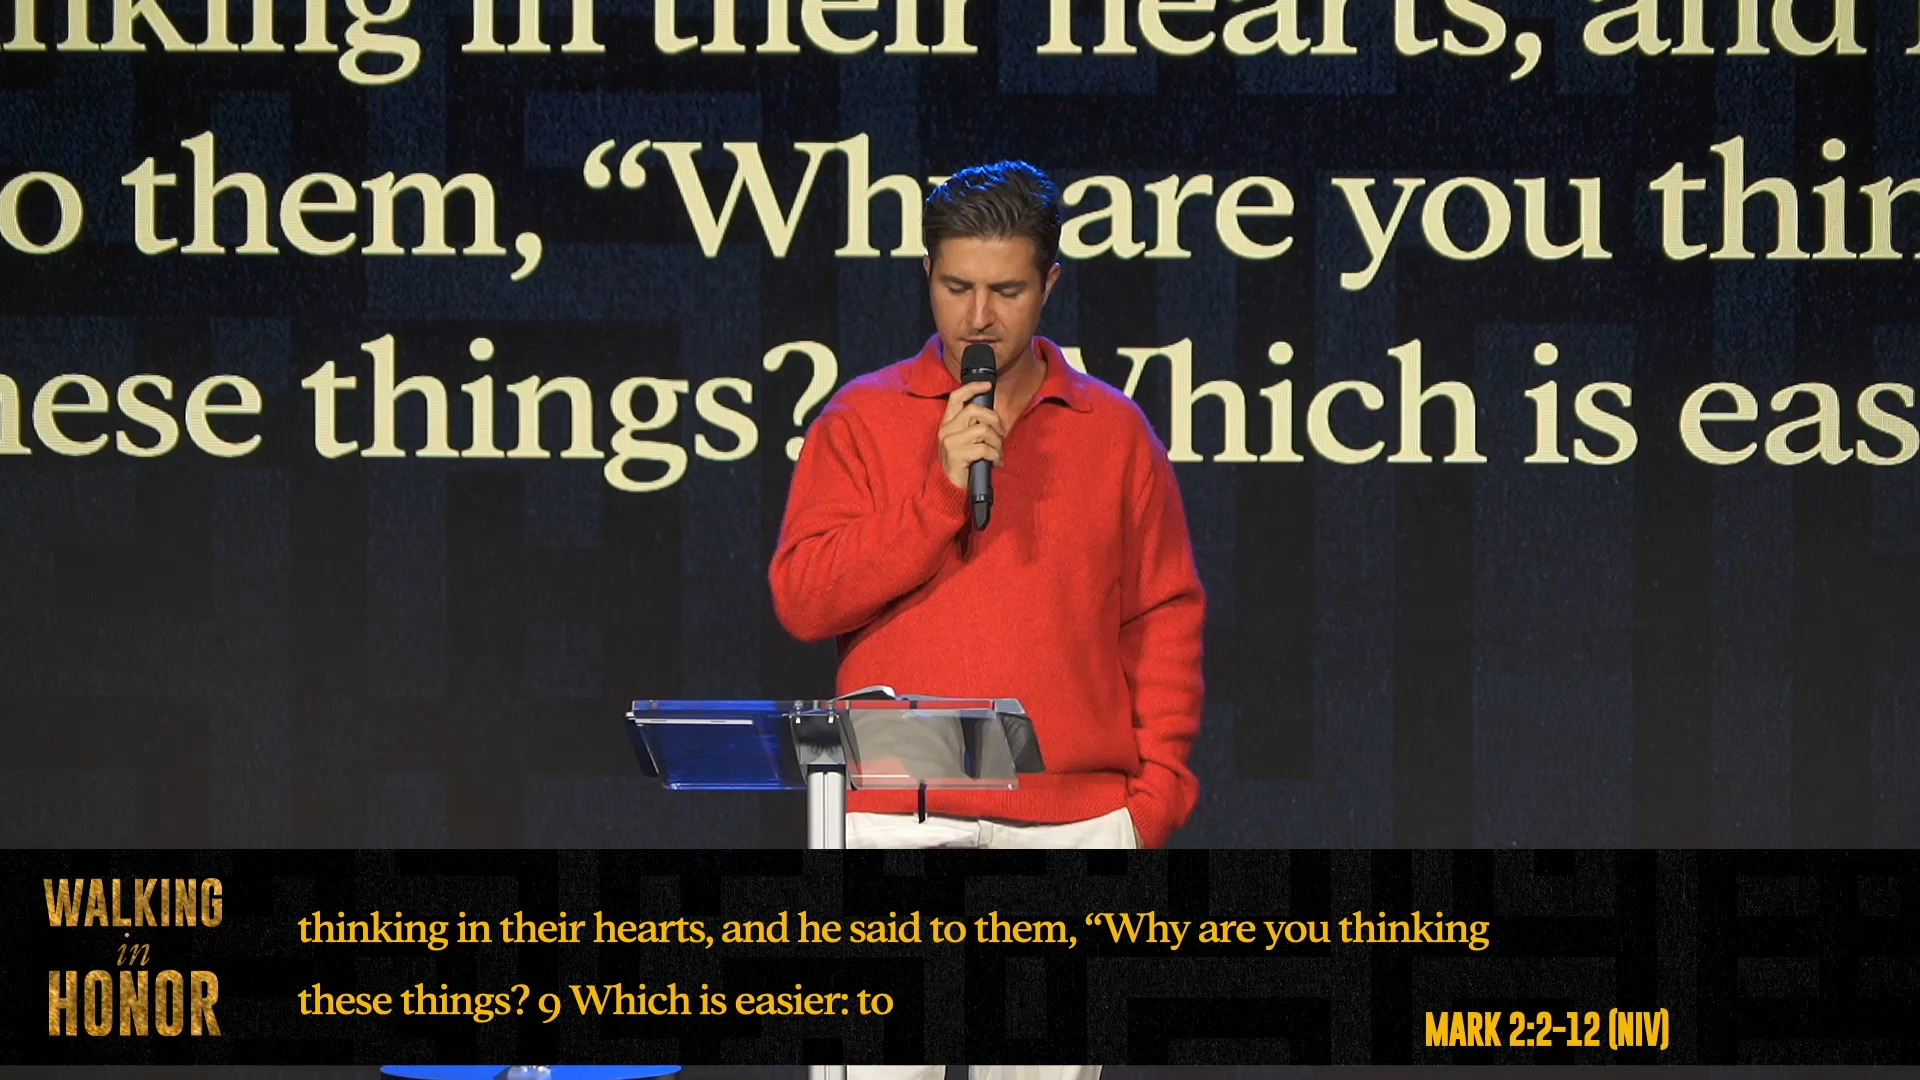 nking in their hearts, and
o them, “Why are you thin
hese things? Which is eas
WALKING
in
HONOR
thinking in their hearts, and he said to them, “Why are you thinking
these things? 9 Which is easier: to
MARK 2:2-12 (NIV)